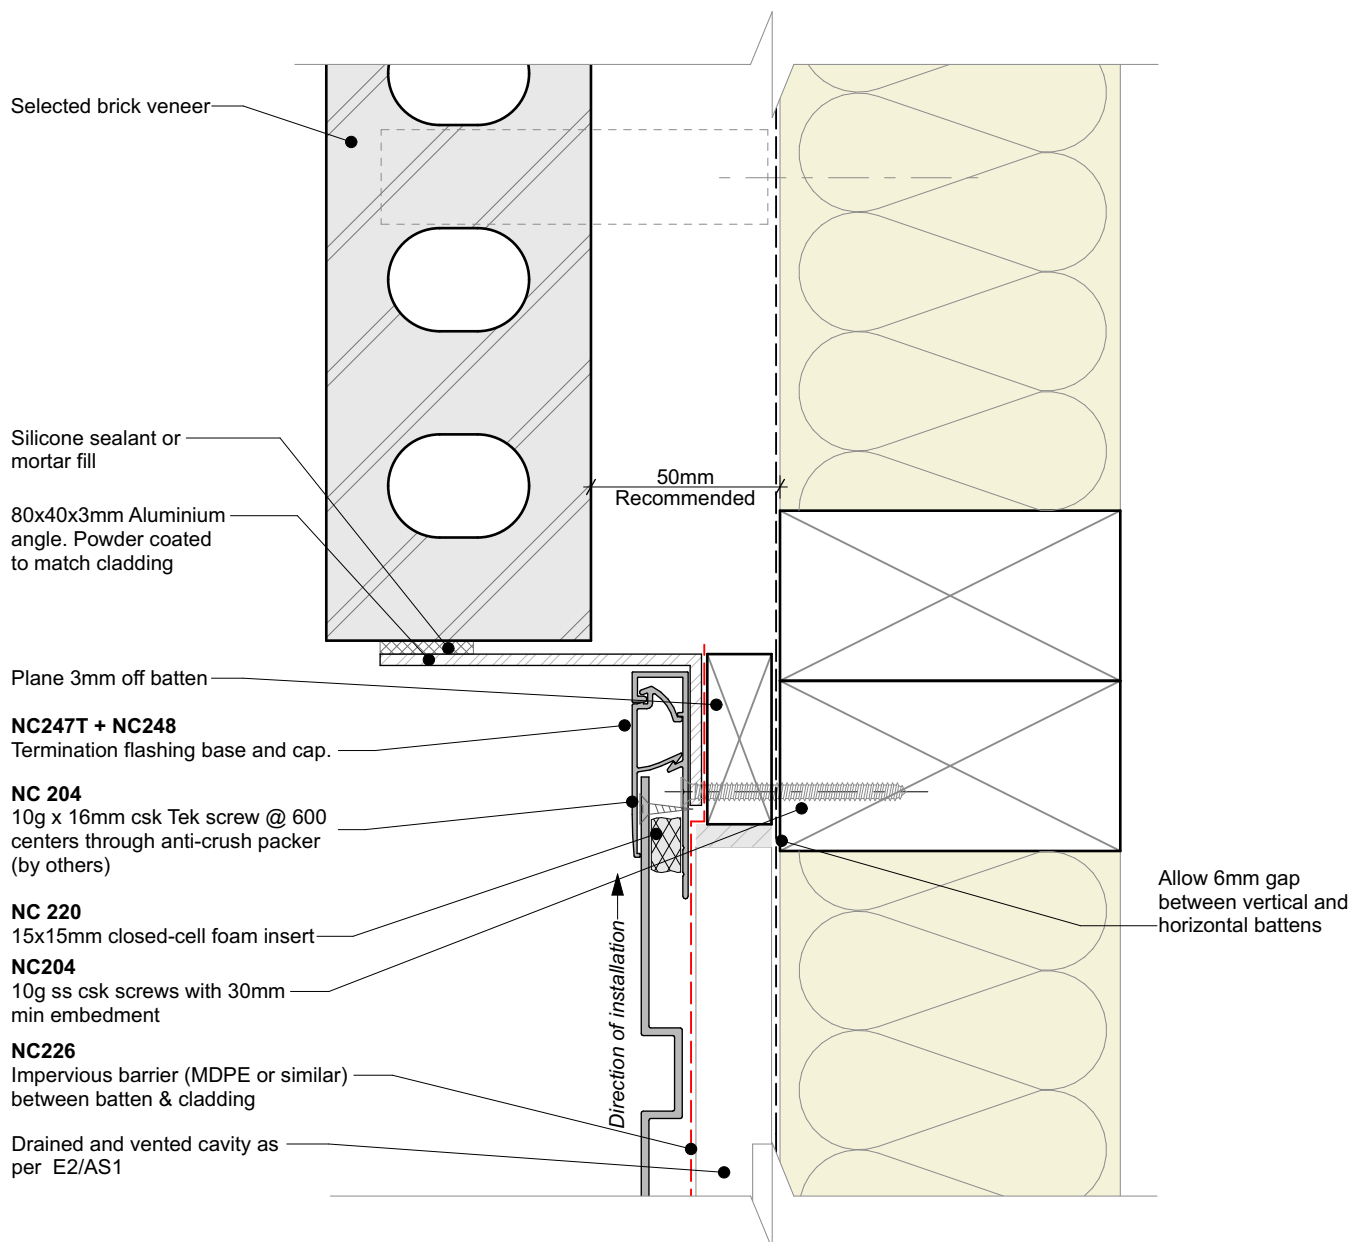 Selected brick veneer
Silicone sealant or
mortar fill
50mm
Recommended
80x40x3mm Aluminium
angle. Powder coated
to match cladding
Plane 3mm off batten
NC247T + NC248
Termination flashing base and cap.
NC 204
10g x 16mm csk Tek screw @ 600
centers through anti-crush packer
(by others)
NC 220
15x15mm closed-cell foam insert
NC204
10g ss csk screws with 30mm
min embedment
NC226
Impervious barrier (MDPE or similar)
between batten & cladding
Drained and vented cavity as
per E2/AS1
Direction of installation
Allow 6mm gap
between vertical and
horizontal battens